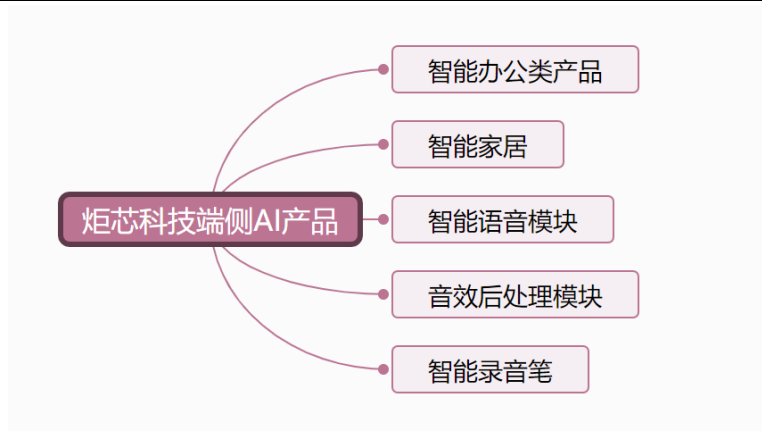 智能办公类产品
智能家居
炬芯科技端侧AI产品
智能语音模块
音效后处理模块
智能录音笔